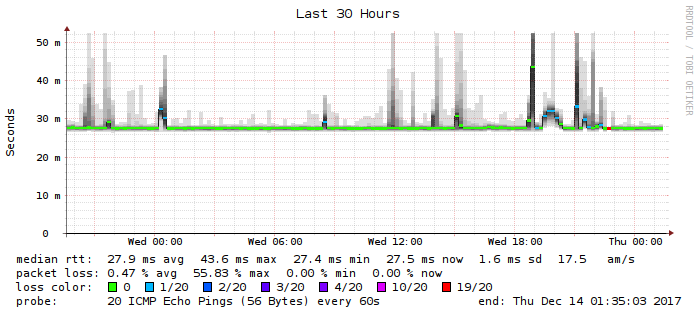 Last 30 Hours
RRDTOOL / TOBI OETIKER
Seconds
50 m
40 m
30 m
20 m
10 m
0
Wed 00:00 Wed 06:00 Wed 12:00 Wed 18:00 Thu 00:00
median rtt: 27.9 ms avg 43.6 ms max 27.4 ms min 27.5 ms now 1.6 ms sd 17.5 am/s
packet loss: 0.47 % avg 55.83 % max 0.00 % min 0.00 % now
loss color: 0 1/20 2/20 3/20 4/20 10/20 19/20
probe: 20 ICMP Echo Pings (56 Bytes) every 60s end: Thu Dec 14 01:35:03 2017